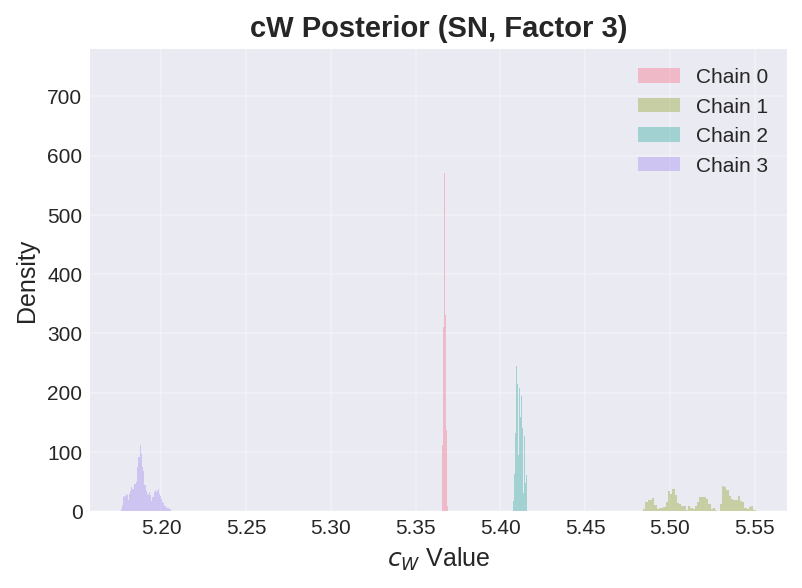 cW Posterior (SN, Factor 3)
Chain 0
Chain 1
Chain 2
Chain 3
Density
700
600
500
400
300
200
100
0
5.20 5.25 5.30 5.35 5.40 5.45 5.50 5.55
c_W Value